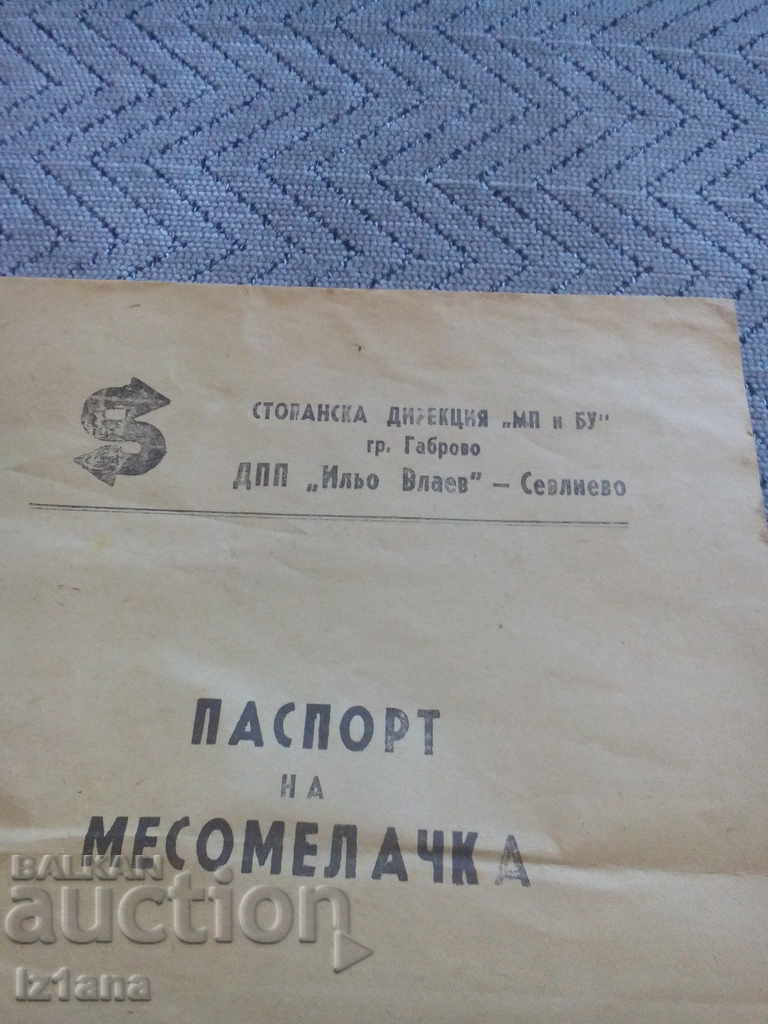 СТОПАНСКА ДИРЕКЦИЯ „МП и БУ"
гр. Габрово
ДПП „Ильо Влаев" – Севлиево
ПАСПОРТ
НА
МЕСОМЕЛАЧКА
BALKAN
auction
iz1ana